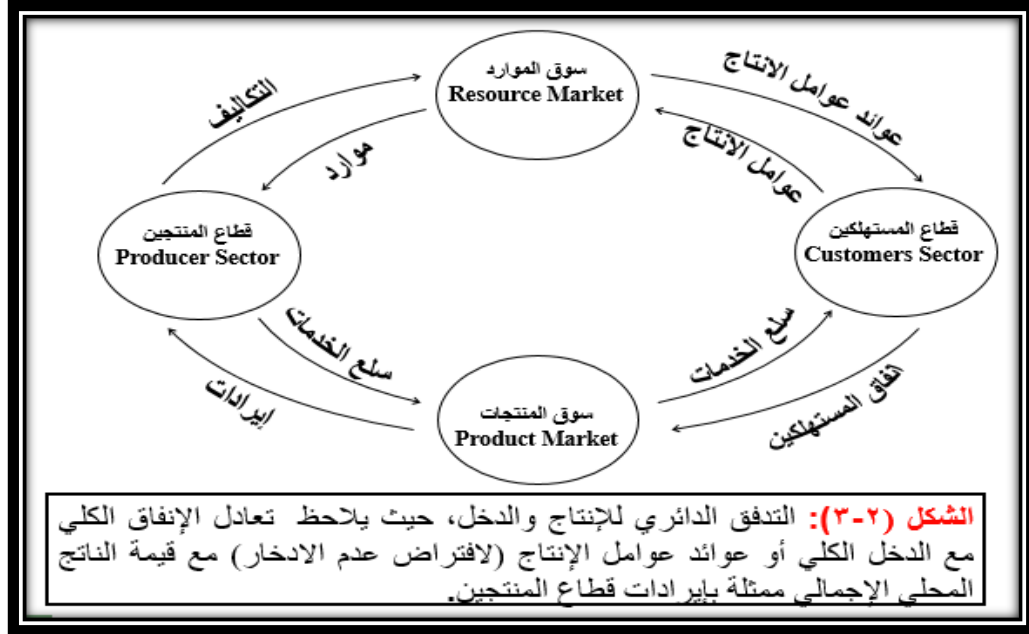 سوق الموارد
Resource Market
التكاليف
موارد
عوائد عوامل الانتاج
عوامل الانتاج
قطاع المنتجين
Producer Sector
قطاع المستهلكين
Customers Sector
سلع الخدمات
إيرادات
سلع الخدمات
انفاق المستهلكين
سوق المنتجات
Product Market
الشكل (٢-٣): التدفق الدائري للإنتاج والدخل، حيث يلاحظ تعادل الإنفاق الكلي
مع الدخل الكلي أو عوائد عوامل الإنتاج (لافتراض عدم الادخار) مع قيمة الناتج
المحلي الإجمالي ممثلة بإيرادات قطاع المنتجين.